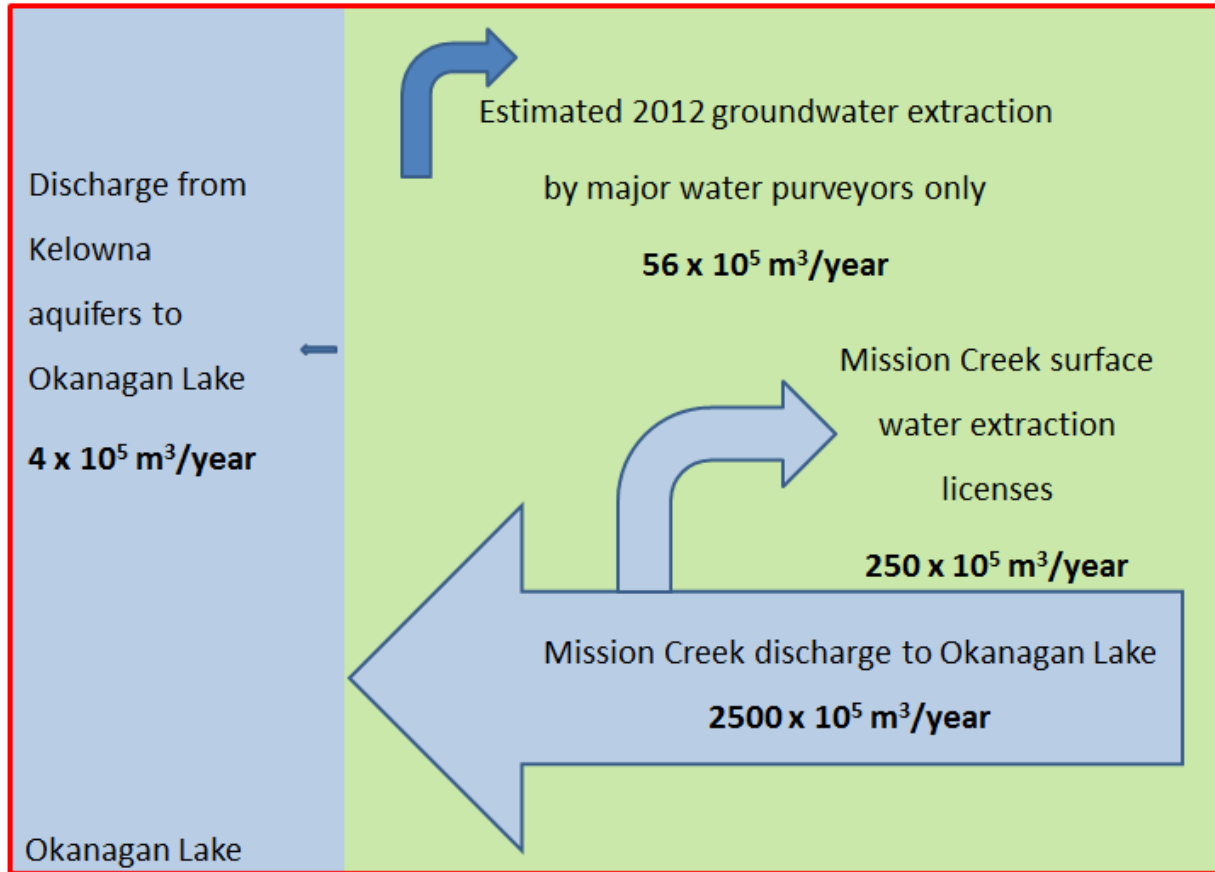 Estimated 2012 groundwater extraction
by major water purveyors only
56 x 10⁵ m³/year
Discharge from
Kelowna
aquifers to
Okanagan Lake
4 x 10⁵ m³/year
Mission Creek surface
water extraction
licenses
250 x 10⁵ m³/year
Mission Creek discharge to Okanagan Lake
2500 x 10⁵ m³/year
Okanagan Lake